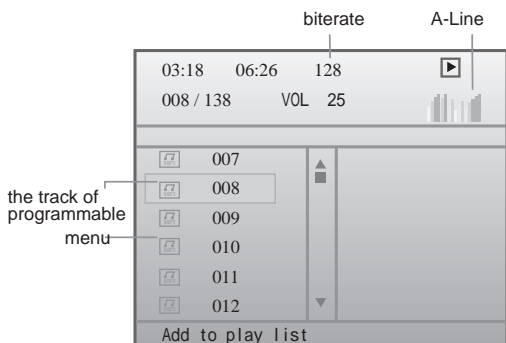 biterate A-Line
03:18 06:26 128
008 / 138 VOL 25
007
the track of
programmable
menu
008
009
010
011
012
Add to play list